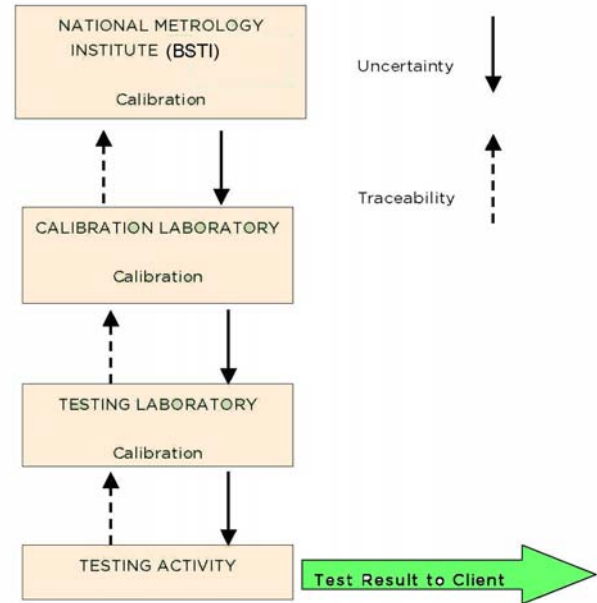 NATIONAL METROLOGY
INSTITUTE (BSTI)
Calibration
Uncertainty
Traceability
CALIBRATION LABORATORY
Calibration
TESTING LABORATORY
Calibration
TESTING ACTIVITY
Test Result to Client